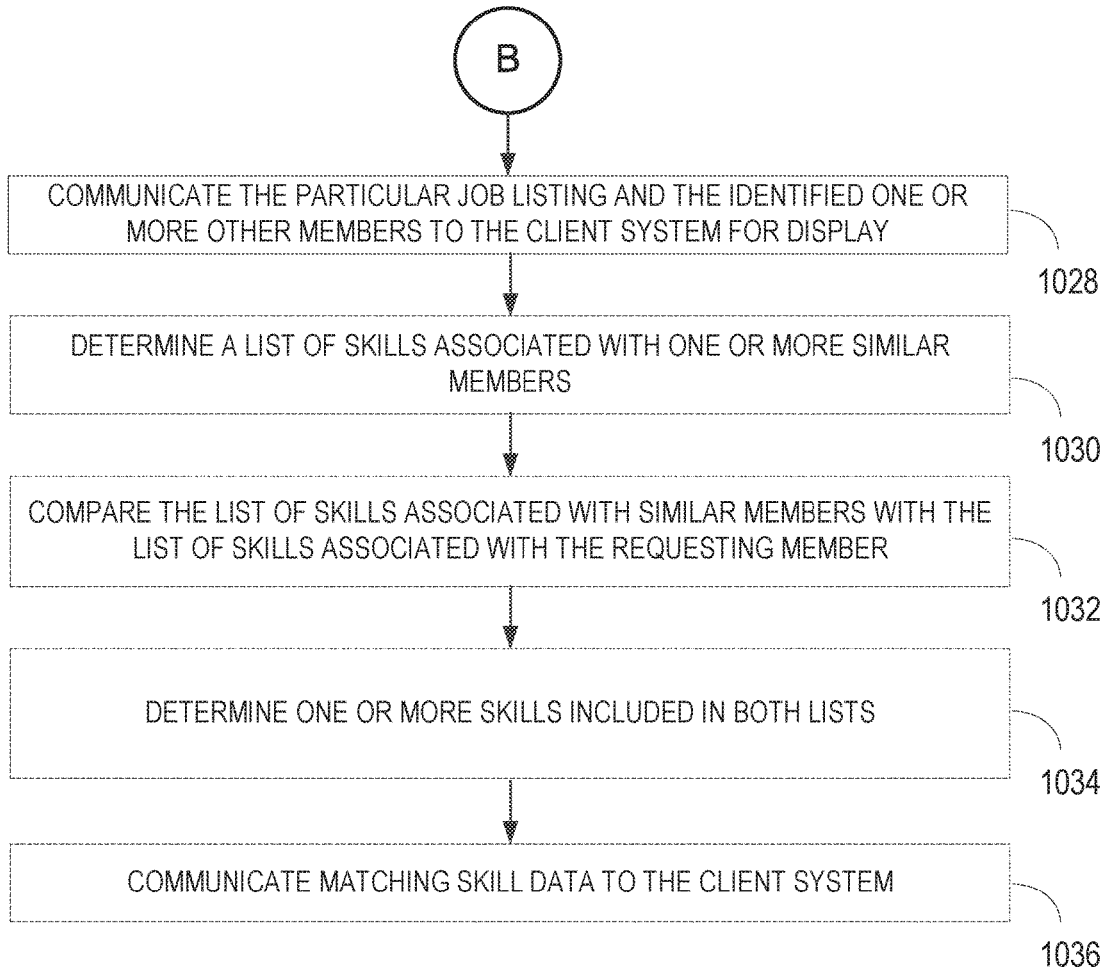 B
COMMUNICATE THE PARTICULAR JOB LISTING AND THE IDENTIFIED ONE OR
MORE OTHER MEMBERS TO THE CLIENT SYSTEM FOR DISPLAY
1028
DETERMINE A LIST OF SKILLS ASSOCIATED WITH ONE OR MORE SIMILAR
MEMBERS
1030
COMPARE THE LIST OF SKILLS ASSOCIATED WITH SIMILAR MEMBERS WITH THE
LIST OF SKILLS ASSOCIATED WITH THE REQUESTING MEMBER
1032
DETERMINE ONE OR MORE SKILLS INCLUDED IN BOTH LISTS
1034
COMMUNICATE MATCHING SKILL DATA TO THE CLIENT SYSTEM
1036